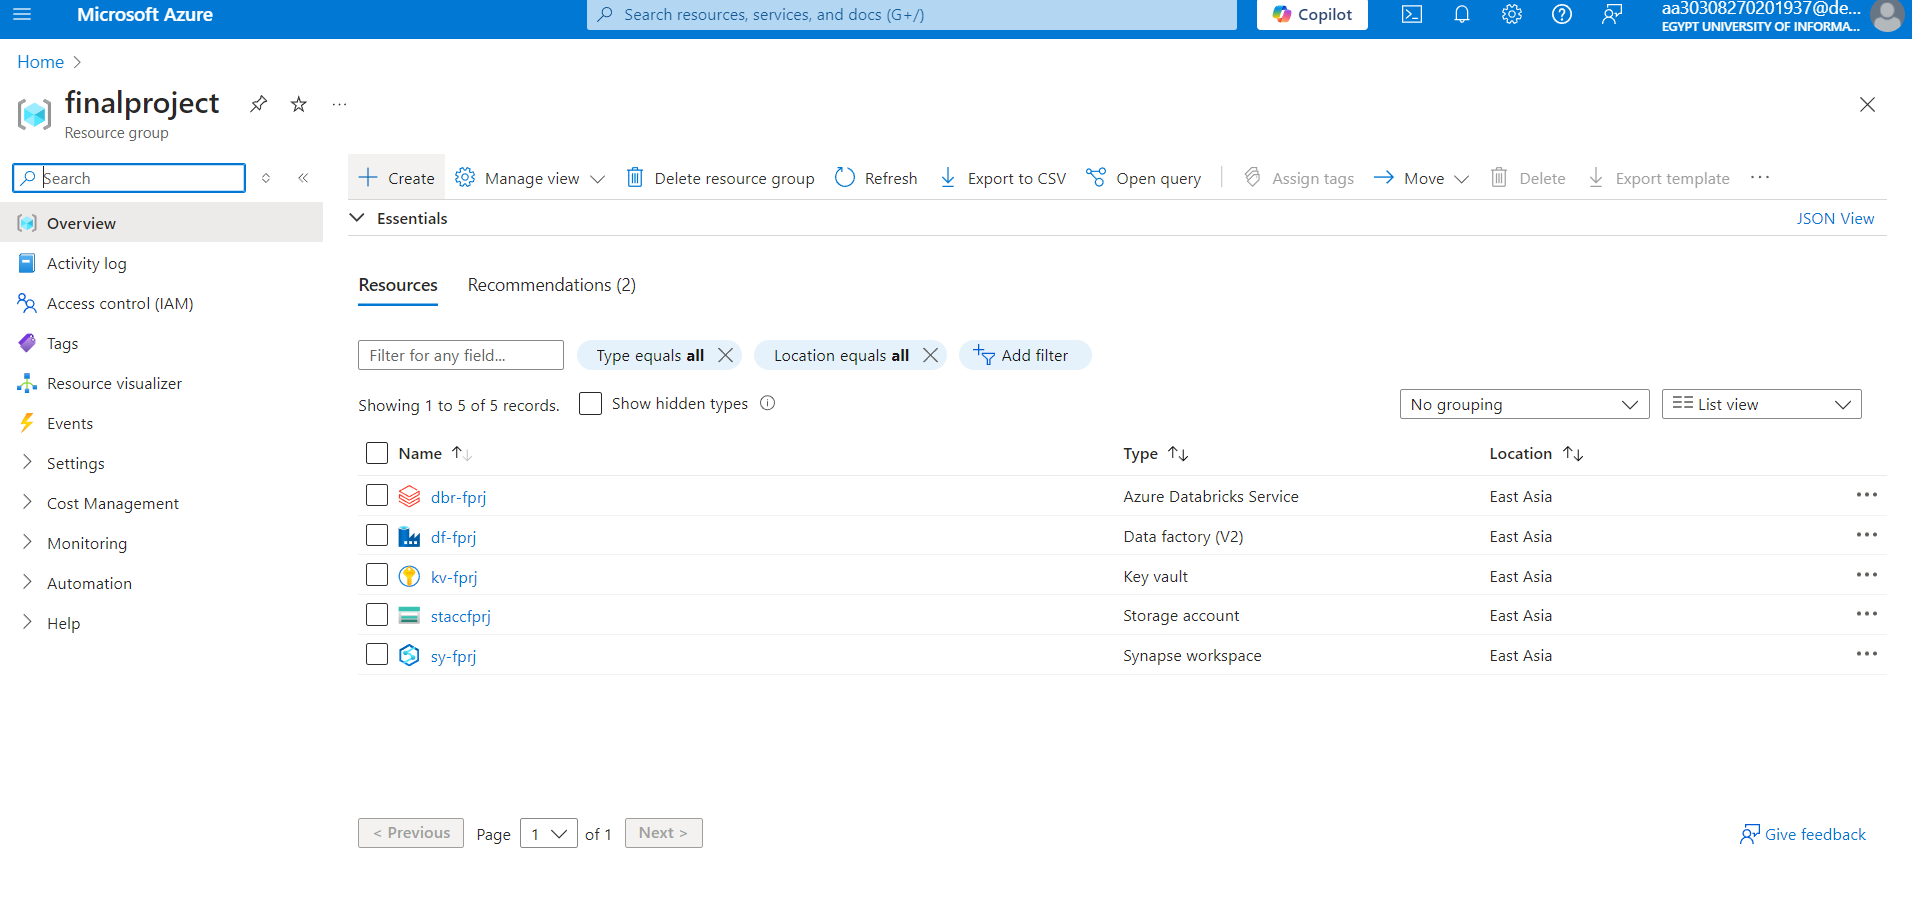 Microsoft Azure
Search resources, services, and docs (G+/)
Copilot
aa30308270201937@de...
EGYPT UNIVERSITY OF INFORMA...
Home
finalproject
...
Resource group
Search
Create
Manage view
Delete resource group
Refresh
Export to CSV
Open query
Assign tags
Move
Delete
Export template
...
Overview
Activity log
Access control (IAM)
Tags
Resource visualizer
Events
Settings
Cost Management
Monitoring
Automation
Help
Essentials
JSON View
Resources
Recommendations (2)
Filter for any field...
Type equals all
Location equals all
Add filter
Showing 1 to 5 of 5 records.
Show hidden types
No grouping
List view
Name
Type
Location
dbr-fprj
Azure Databricks Service
East Asia
df-fprj
Data factory (V2)
East Asia
kv-fprj
Key vault
East Asia
staccfprj
Storage account
East Asia
sy-fprj
Synapse workspace
East Asia
< Previous
Page
1
of 1
Next >
Give feedback